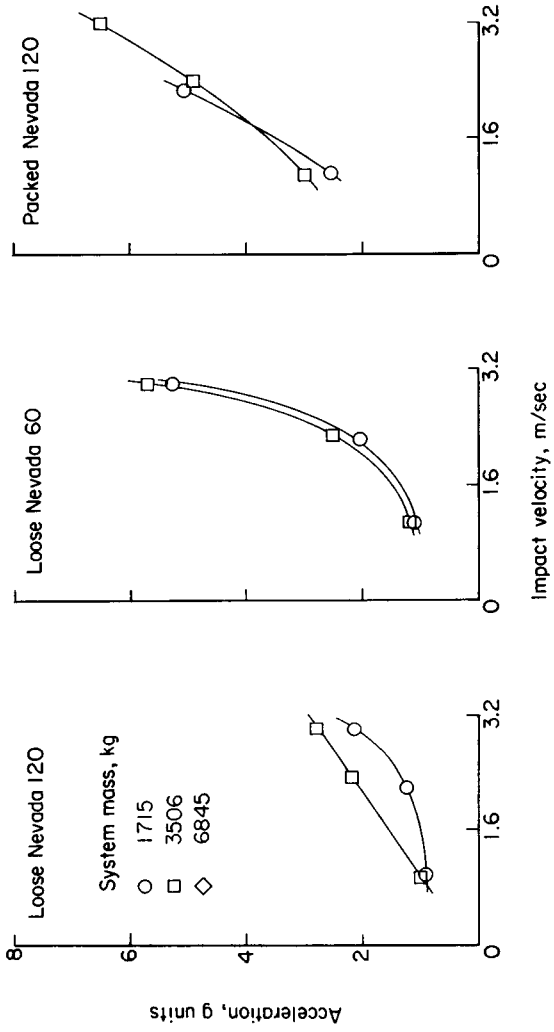 Loose Nevada 120
Loose Nevada 60
Packed Nevada 120
System mass, kg
1715
3506
6845
8
6
4
2
0
1.6
3.2
0
1.6
3.2
0
1.6
3.2
Acceleration, g units
Impact velocity, m/sec